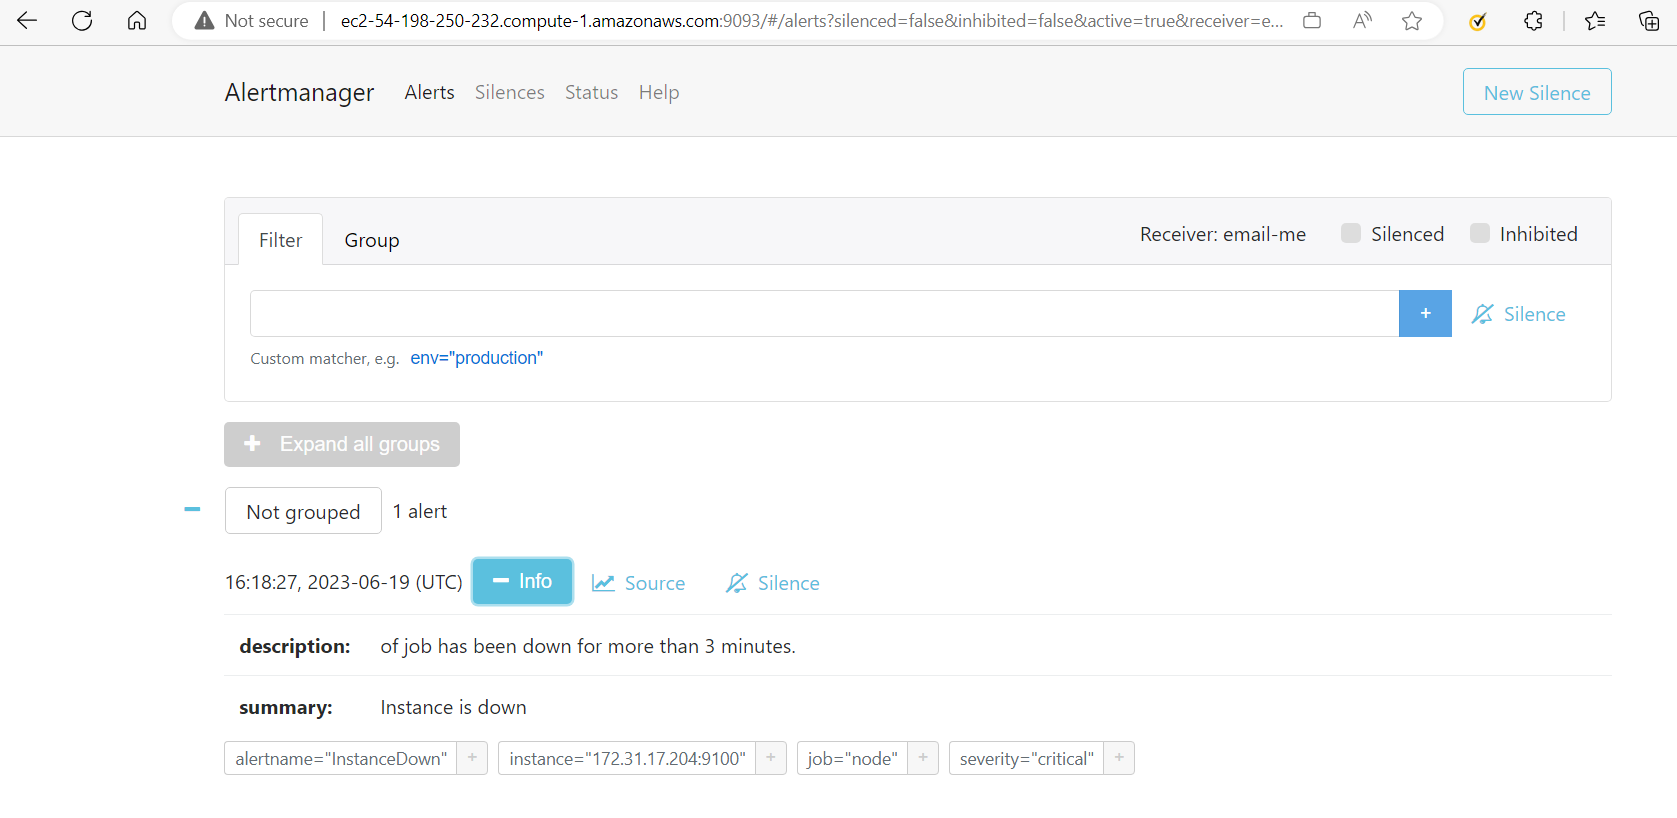 Not secure | ec2-54-198-250-232.compute-1.amazonaws.com:9093/#/alerts?silenced=false&inhibited=false&active=true&receiver=e...
Alertmanager Alerts Silences Status Help New Silence
Filter Group Receiver: email-me Silenced Inhibited
+ Silence
Custom matcher, e.g. env="production"
+ Expand all groups
Not grouped 1 alert
16:18:27, 2023-06-19 (UTC) Info Source Silence
description: of job has been down for more than 3 minutes.
summary: Instance is down
alertname="InstanceDown" + instance="172.31.17.204:9100" + job="node" + severity="critical" +